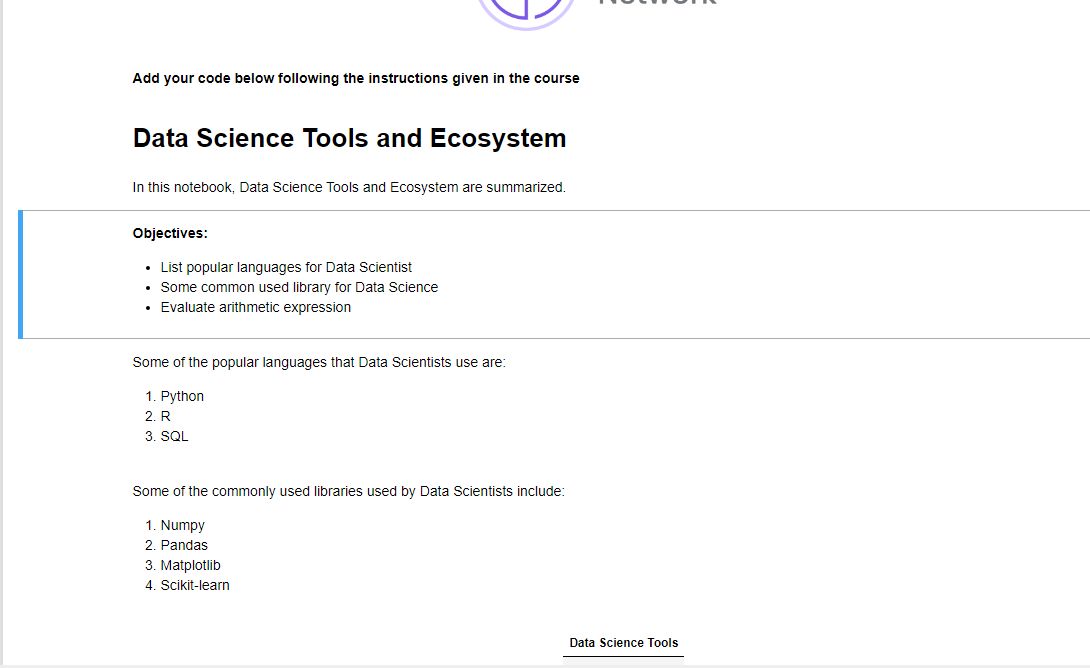 Add your code below following the instructions given in the course
Data Science Tools and Ecosystem
In this notebook, Data Science Tools and Ecosystem are summarized.
Objectives:
• List popular languages for Data Scientist
• Some common used library for Data Science
• Evaluate arithmetic expression
Some of the popular languages that Data Scientists use are:
1. Python
2. R
3. SQL
Some of the commonly used libraries used by Data Scientists include:
1. Numpy
2. Pandas
3. Matplotlib
4. Scikit-learn
Data Science Tools